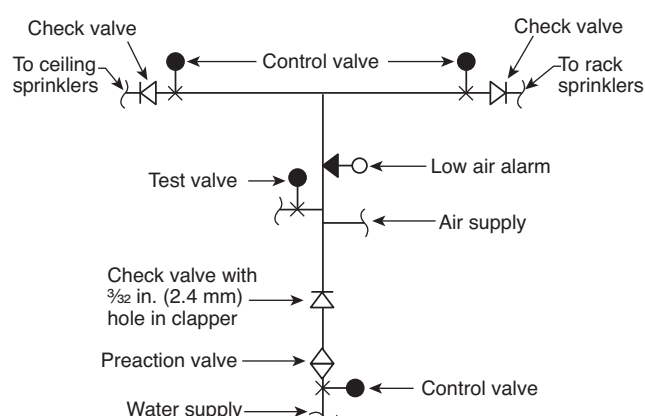 Check valve
To ceiling
sprinklers
Control valve
Check valve
To rack
sprinklers
Test valve
Low air alarm
Air supply
Check valve with
³⁄₃₂ in. (2.4 mm)
hole in clapper
Preaction valve
Control valve
Water supply